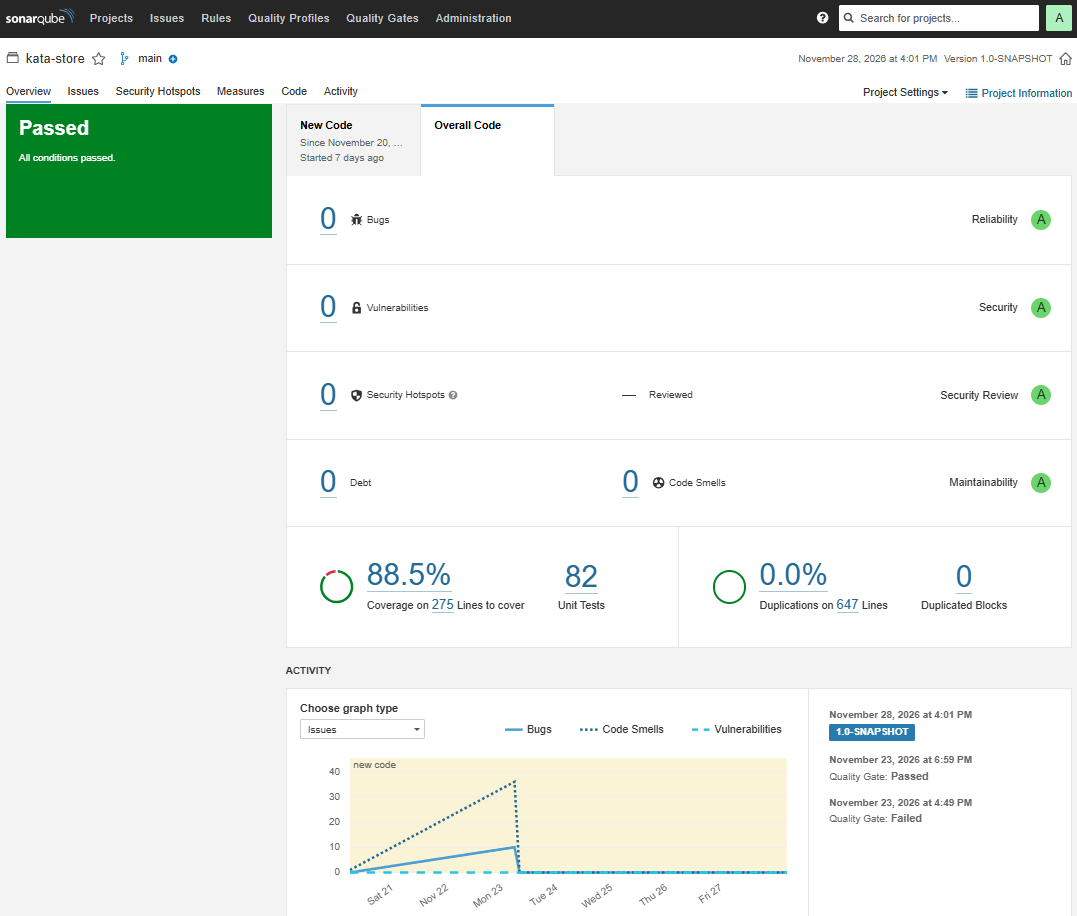 sonarqube Projects Issues Rules Quality Profiles Quality Gates Administration ? Search for projects... A
kata-store main November 28, 2026 at 4:01 PM Version 1.0-SNAPSHOT
Overview Issues Security Hotspots Measures Code Activity Project Settings Project Information
Passed
All conditions passed.
New Code
Since November 20, ...
Started 7 days ago
Overall Code
0 Bugs Reliability A
0 Vulnerabilities Security A
0 Security Hotspots ? — Reviewed Security Review A
0 Debt 0 Code Smells Maintainability A
88.5%
Coverage on 275 Lines to cover
82
Unit Tests
0.0%
Duplications on 647 Lines
0
Duplicated Blocks
ACTIVITY
Choose graph type
Issues
Bugs Code Smells Vulnerabilities
new code
40
30
20
10
0
Sat 21 Nov 22 Mon 23 Tue 24 Wed 25 Thu 26 Fri 27
November 28, 2026 at 4:01 PM
1.0-SNAPSHOT
November 23, 2026 at 6:59 PM
Quality Gate: Passed
November 23, 2026 at 4:49 PM
Quality Gate: Failed